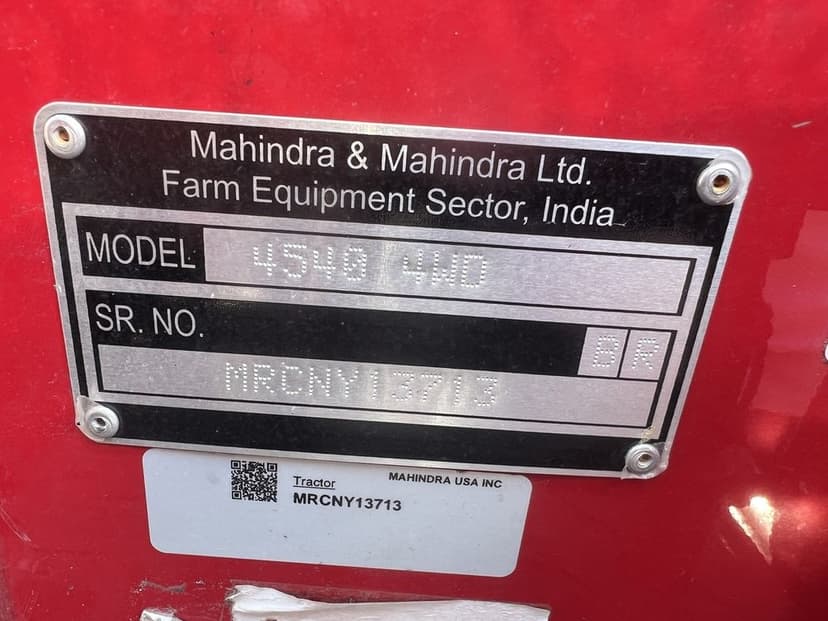 Mahindra & Mahindra Ltd.
Farm Equipment Sector, India
MODEL 4540 4WD
SR. NO. B R
MRCNY13713
Tractor MAHINDRA USA INC
MRCNY13713